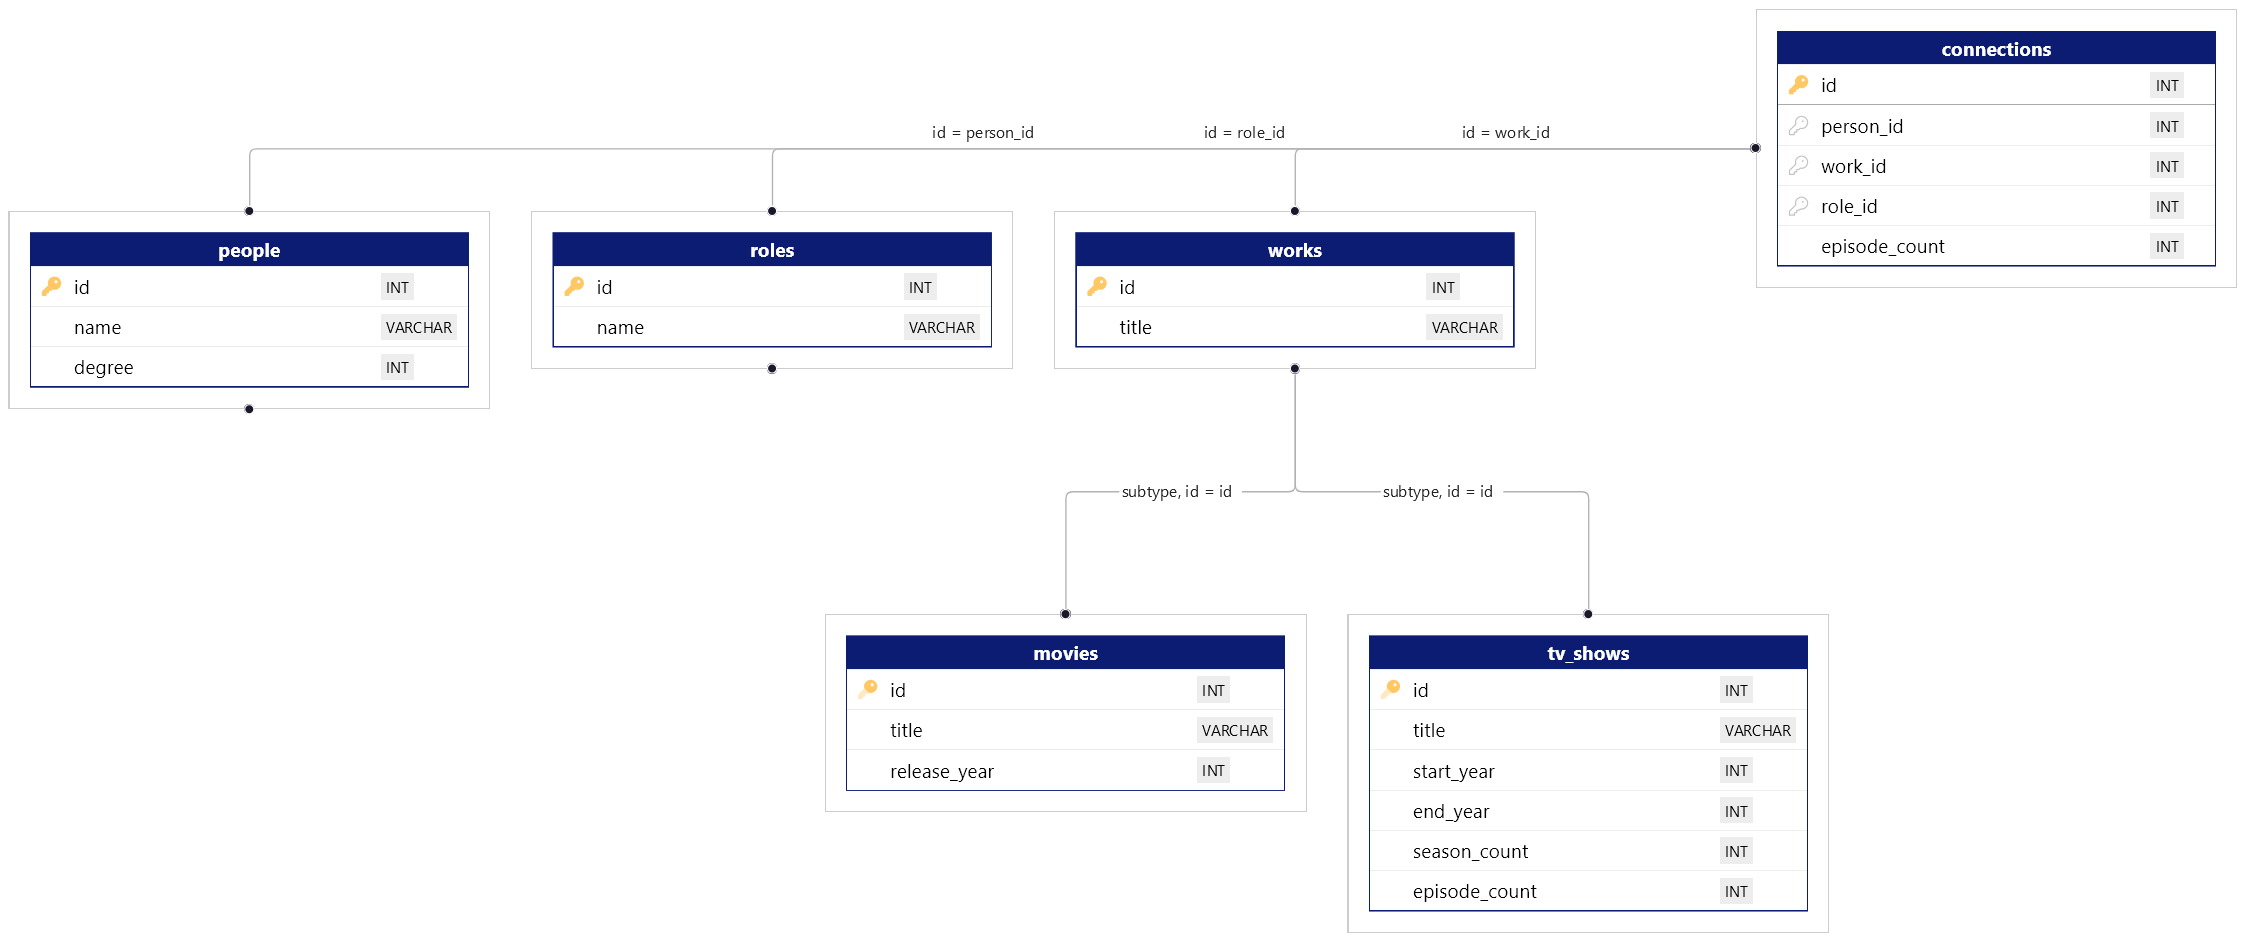 connections
id INT
person_id INT
work_id INT
role_id INT
episode_count INT
id = person_id
id = role_id
id = work_id
people
id INT
name VARCHAR
degree INT
roles
id INT
name VARCHAR
works
id INT
title VARCHAR
subtype, id = id
subtype, id = id
movies
id INT
title VARCHAR
release_year INT
tv_shows
id INT
title VARCHAR
start_year INT
end_year INT
season_count INT
episode_count INT